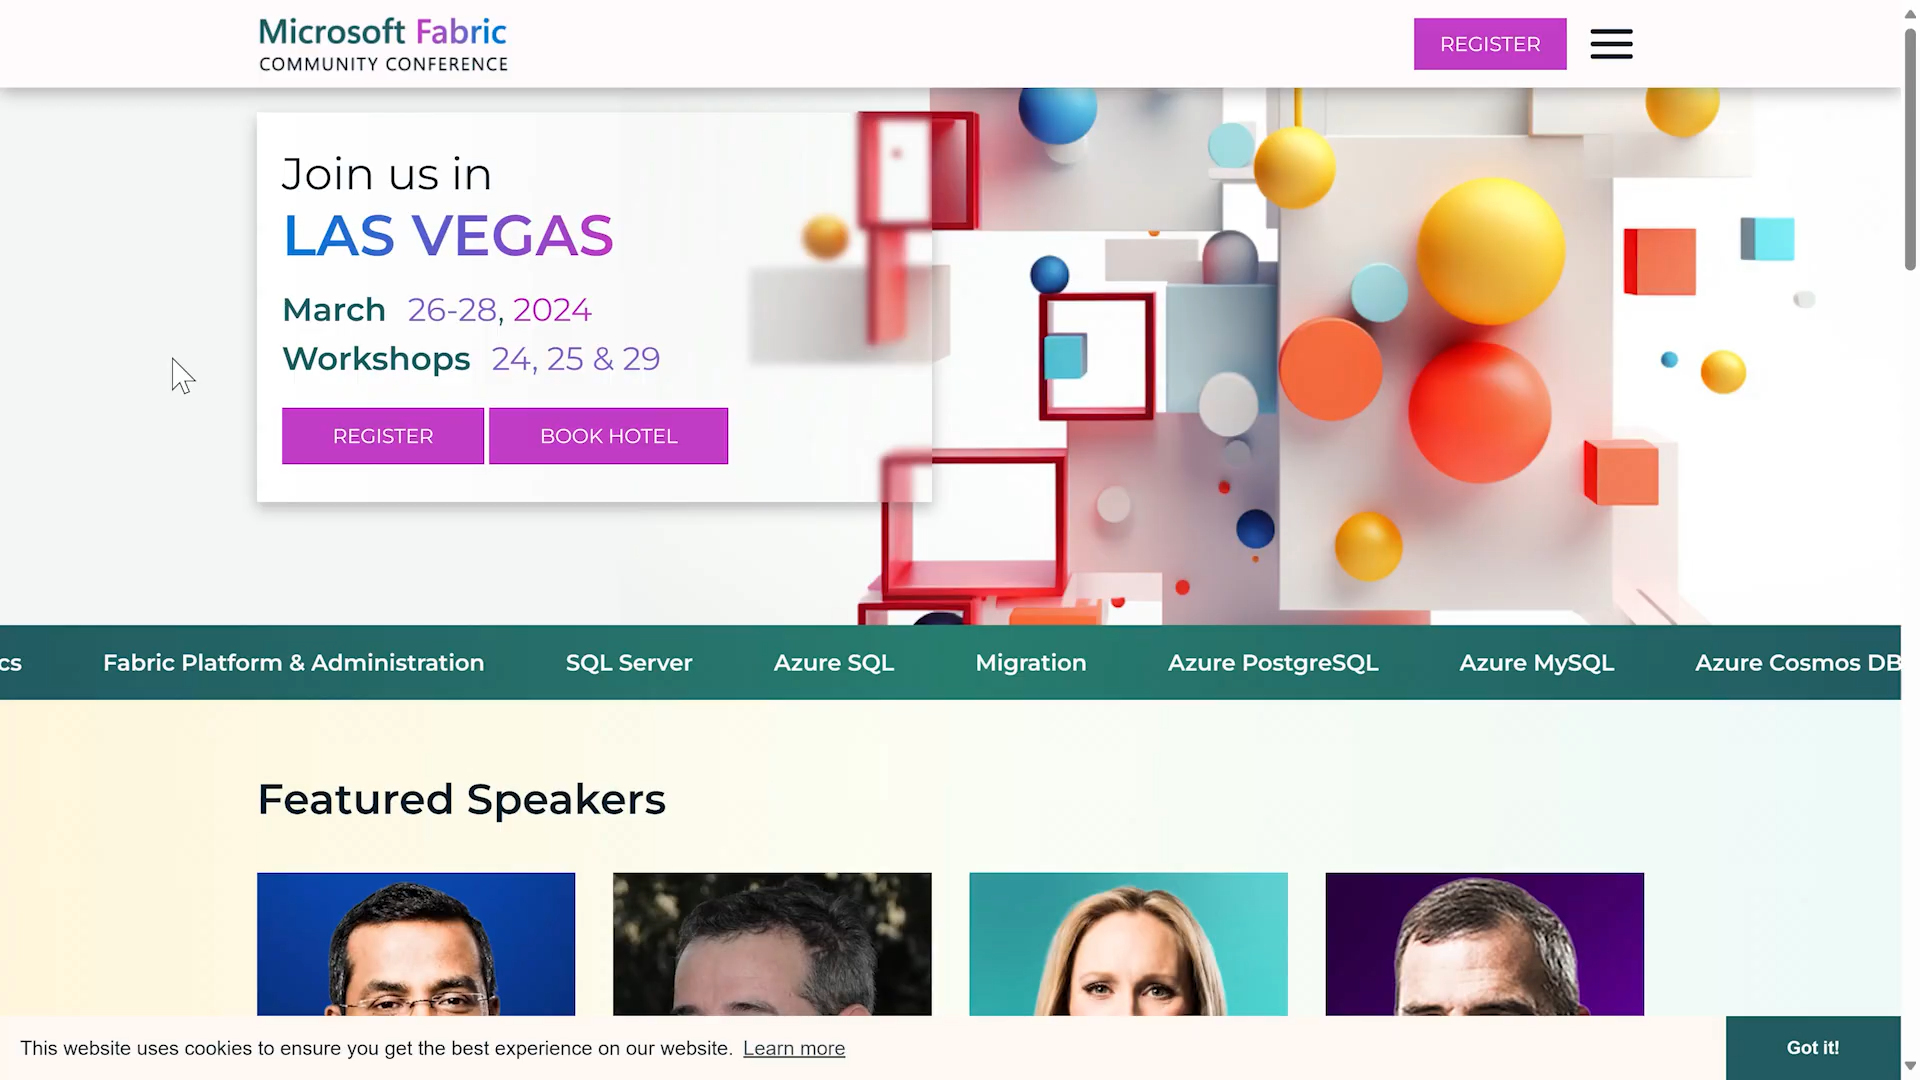 Microsoft Fabric
COMMUNITY CONFERENCE
REGISTER
Join us in
LAS VEGAS
March 26-28, 2024
Workshops 24, 25 & 29
REGISTER
BOOK HOTEL
cs
Fabric Platform & Administration
SQL Server
Azure SQL
Migration
Azure PostgreSQL
Azure MySQL
Azure Cosmos DB
Featured Speakers
This website uses cookies to ensure you get the best experience on our website. Learn more
Got it!